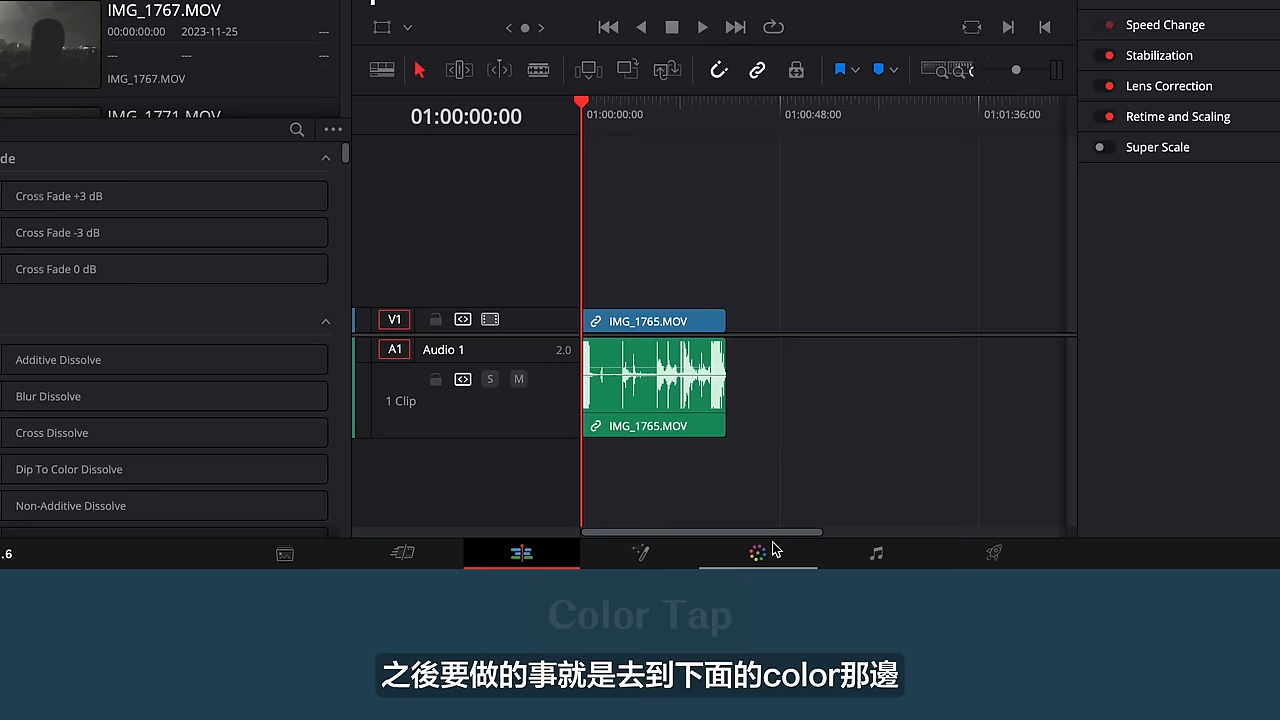 IMG_1767.MOV
00:00:00:00 2023-11-25 ---
--- --- ---
IMG_1767.MOV
IMG_1771.MOV
de
Cross Fade +3 dB
Cross Fade -3 dB
Cross Fade 0 dB
Additive Dissolve
Blur Dissolve
Cross Dissolve
Dip To Color Dissolve
Non-Additive Dissolve
01:00:00:00
01:00:00:00 01:00:48:00 01:01:36:00
V1
IMG_1765.MOV
A1 Audio 1 2.0
S M
1 Clip
IMG_1765.MOV
Speed Change
Stabilization
Lens Correction
Retime and Scaling
Super Scale
.6
Color Tap
之後要做的事就是去到下面的color那邊